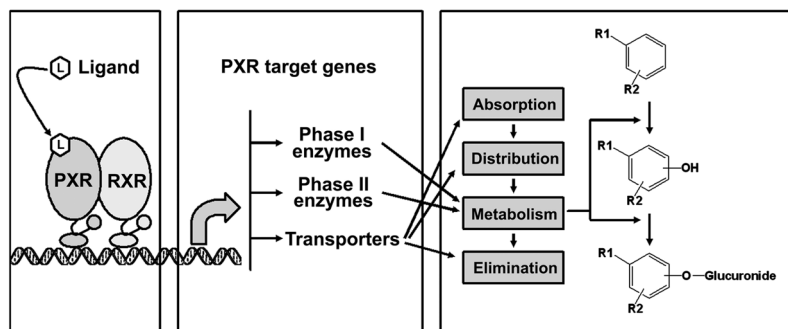 L Ligand
L
PXR RXR
PXR target genes
Phase I
enzymes
Phase II
enzymes
Transporters
Absorption
Distribution
Metabolism
Elimination
R1
R2
R1
OH
R2
R1
O-Glucuronide
R2